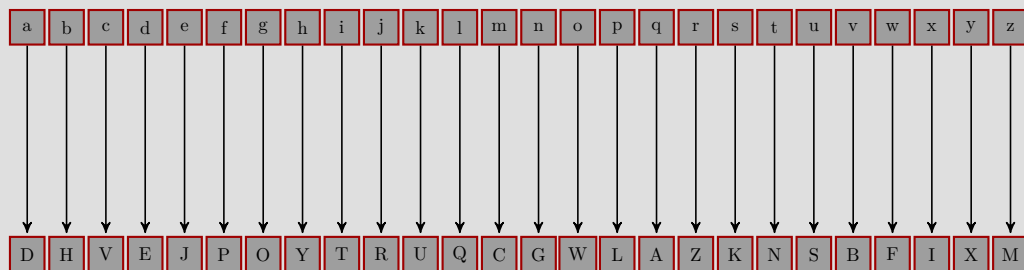 a b c d e f g h i j k l m n o p q r s t u v w x y z
D H V E J P O Y T R U Q C G W L A Z K N S B F I X M